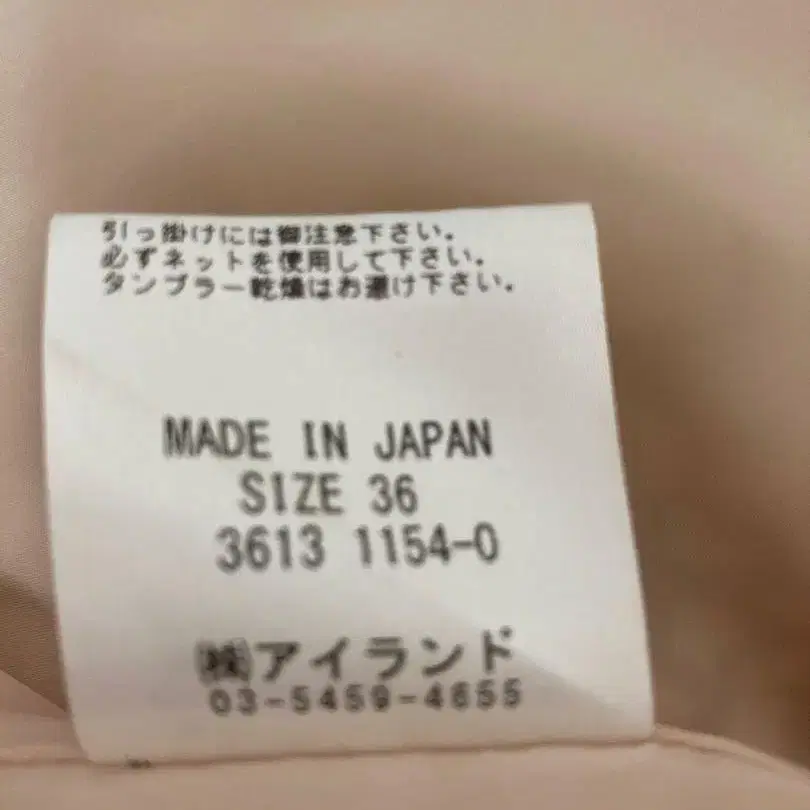 引っ掛けには御注意下さい。
必ずネットを使用して下さい。
タンブラー乾燥はお避け下さい。
MADE IN JAPAN
SIZE 36
3613 1154-0
㈱アイランド
03-5459-4655